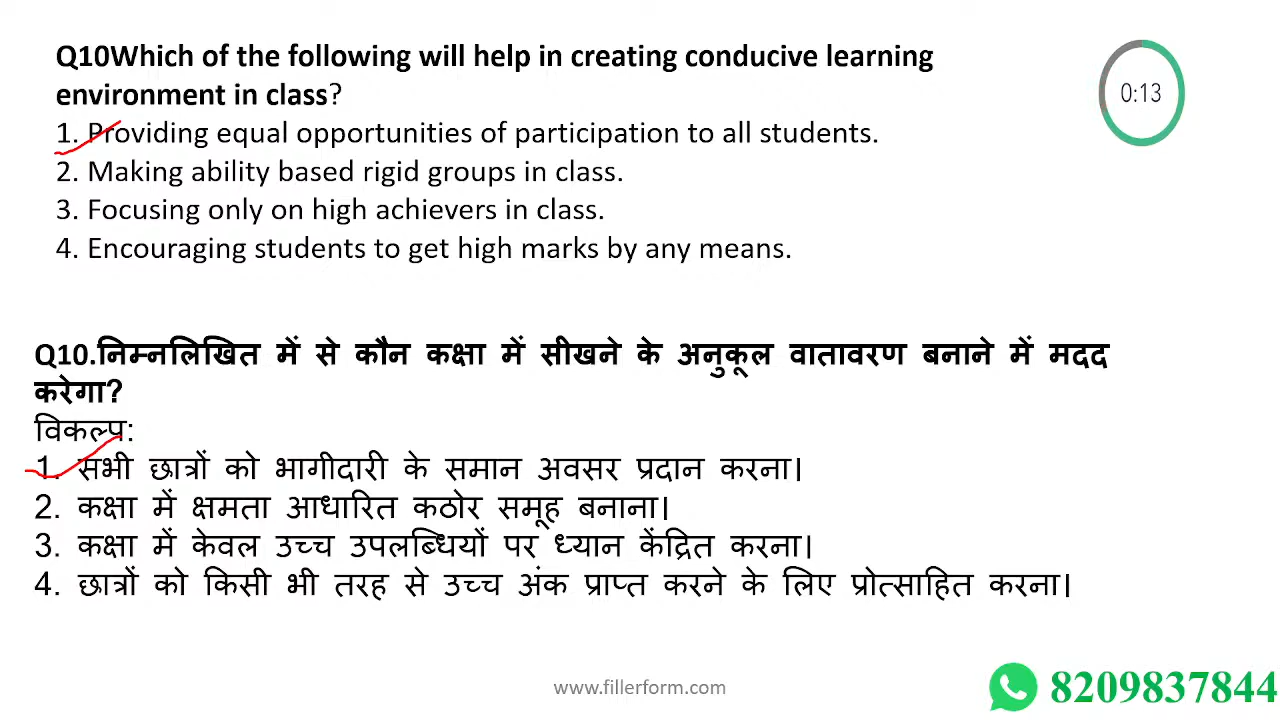 Q10Which of the following will help in creating conducive learning
environment in class?
0:13
1. Providing equal opportunities of participation to all students.
2. Making ability based rigid groups in class.
3. Focusing only on high achievers in class.
4. Encouraging students to get high marks by any means.
Q10.निम्नलिखित में से कौन कक्षा में सीखने के अनुकूल वातावरण बनाने में मदद
करेगा?
विकल्प:
1. सभी छात्रों को भागीदारी के समान अवसर प्रदान करना।
2. कक्षा में क्षमता आधारित कठोर समूह बनाना।
3. कक्षा में केवल उच्च उपलब्धियों पर ध्यान केंद्रित करना।
4. छात्रों को किसी भी तरह से उच्च अंक प्राप्त करने के लिए प्रोत्साहित करना।
www.fillerform.com
8209837844